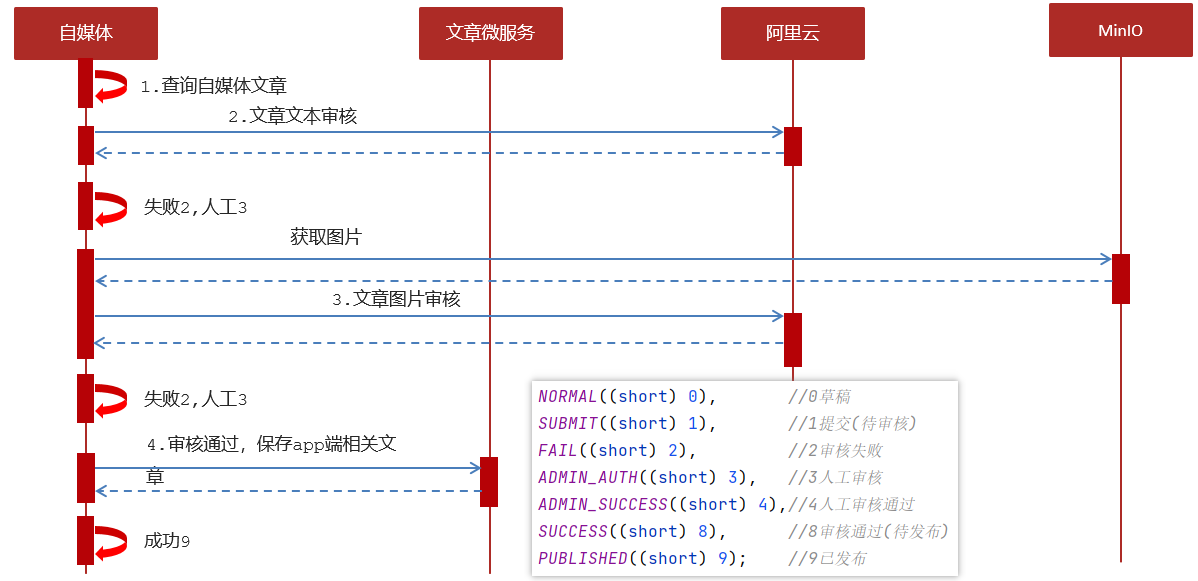 自媒体
文章微服务
阿里云
MinIO
1.查询自媒体文章
2.文章文本审核
失败2,人工3
获取图片
3.文章图片审核
失败2,人工3
4.审核通过，保存app端相关文
章
成功9
NORMAL((short) 0), //0草稿
SUBMIT((short) 1), //1提交(待审核)
FAIL((short) 2), //2审核失败
ADMIN_AUTH((short) 3), //3人工审核
ADMIN_SUCCESS((short) 4),//4人工审核通过
SUCCESS((short) 8), //8审核通过(待发布)
PUBLISHED((short) 9); //9已发布